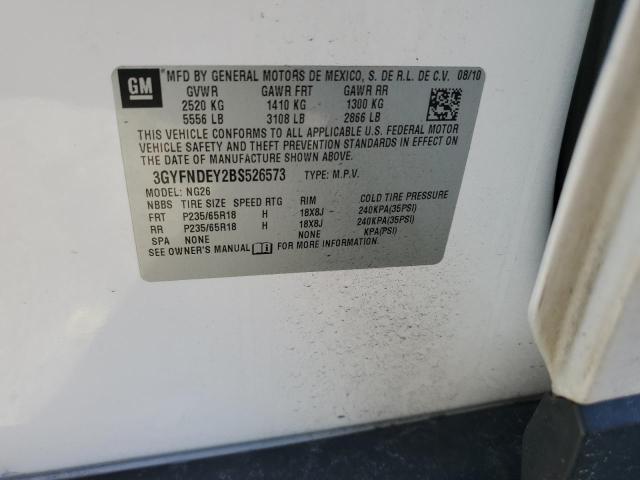 GM MFD BY GENERAL MOTORS DE MEXICO, S. DE R.L. DE C.V. 08/10
GVWR GAWR FRT GAWR RR
2520 KG 1410 KG 1300 KG
5556 LB 3108 LB 2866 LB
THIS VEHICLE CONFORMS TO ALL APPLICABLE U.S. FEDERAL MOTOR
VEHICLE SAFETY AND THEFT PREVENTION STANDARDS IN EFFECT ON
THE DATE OF MANUFACTURE SHOWN ABOVE.
3GYFNDEY2BS526573 TYPE: M.P.V.
MODEL: NG26
NBBS TIRE SIZE SPEED RTG RIM COLD TIRE PRESSURE
FRT P235/65R18 H 18X8J 240KPA(35PSI)
RR P235/65R18 H 18X8J 240KPA(35PSI)
SPA NONE NONE KPA(PSI)
SEE OWNER'S MANUAL FOR MORE INFORMATION.